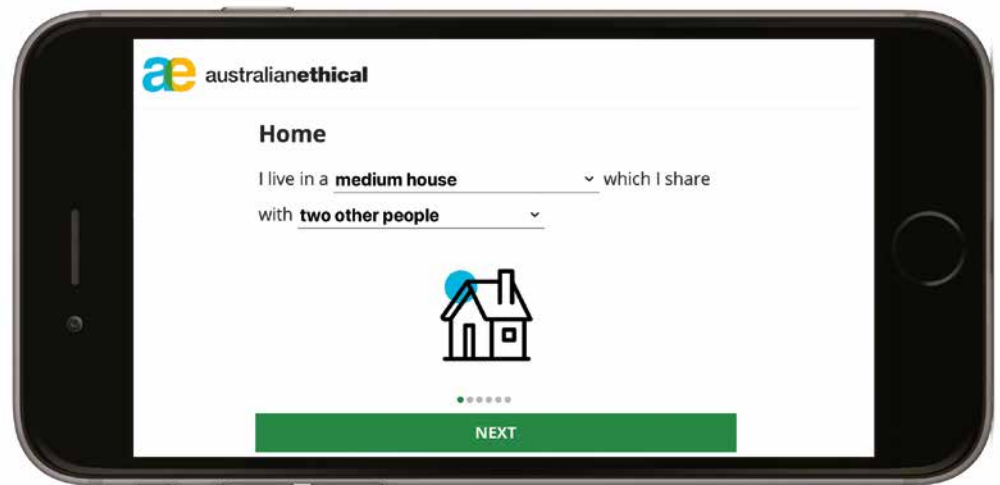 ae australianethical
Home
I live in a medium house which I share
with two other people
NEXT